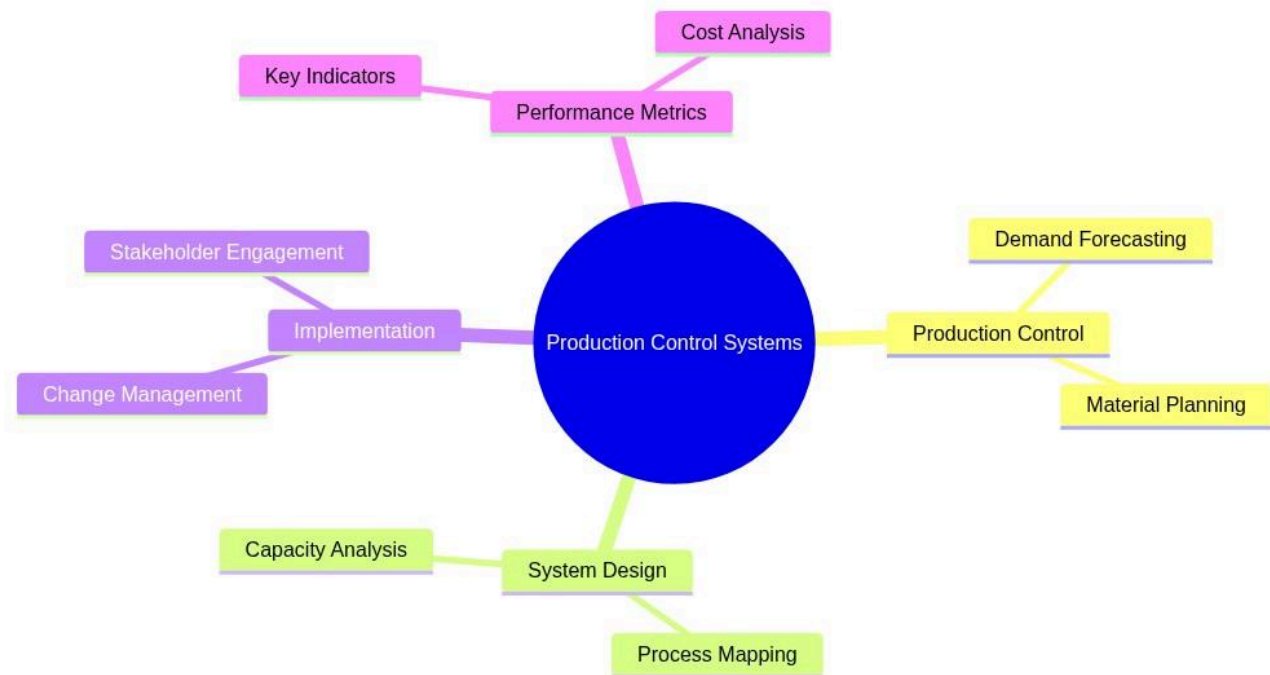 Cost Analysis
Key Indicators
Performance Metrics
Stakeholder Engagement
Demand Forecasting
Implementation
Production Control Systems
Production Control
Change Management
Material Planning
Capacity Analysis
System Design
Process Mapping